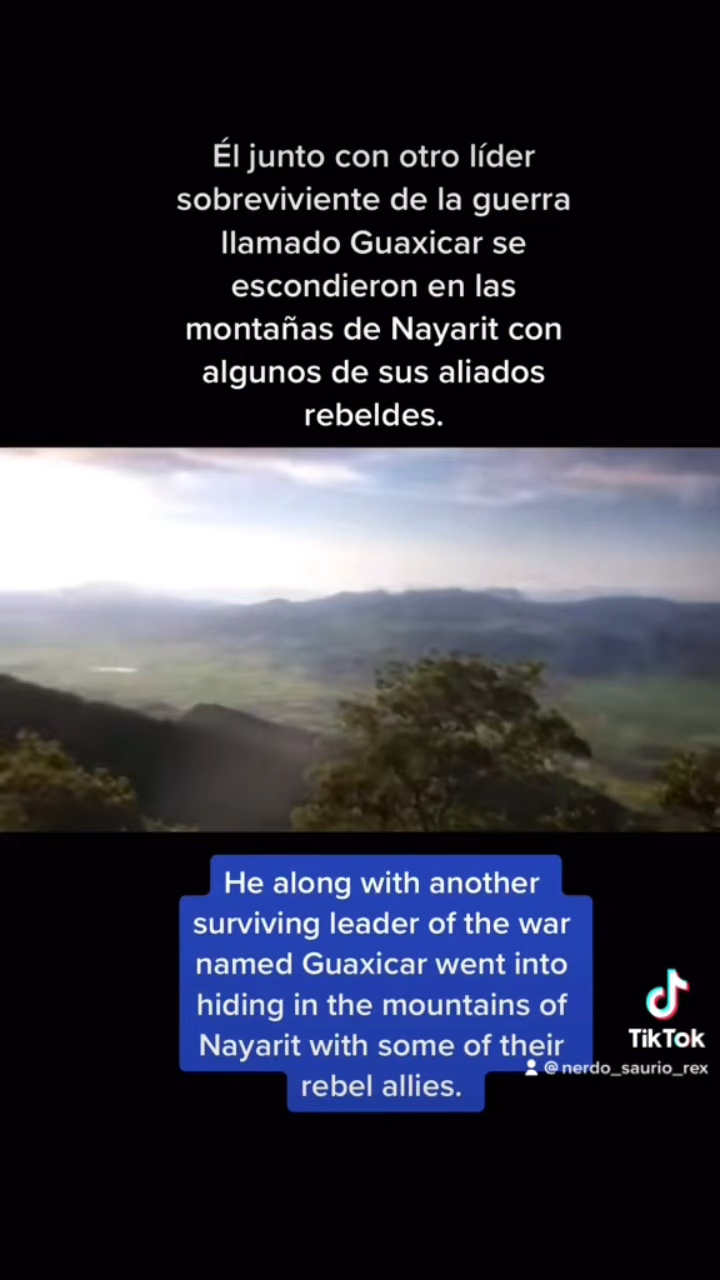 Él junto con otro líder
sobreviviente de la guerra
llamado Guaxicar se
escondieron en las
montañas de Nayarit con
algunos de sus aliados
rebeldes.
He along with another
surviving leader of the war
named Guaxicar went into
hiding in the mountains of
Nayarit with some of their
rebel allies.
TikTok
@nerdo_saurio_rex